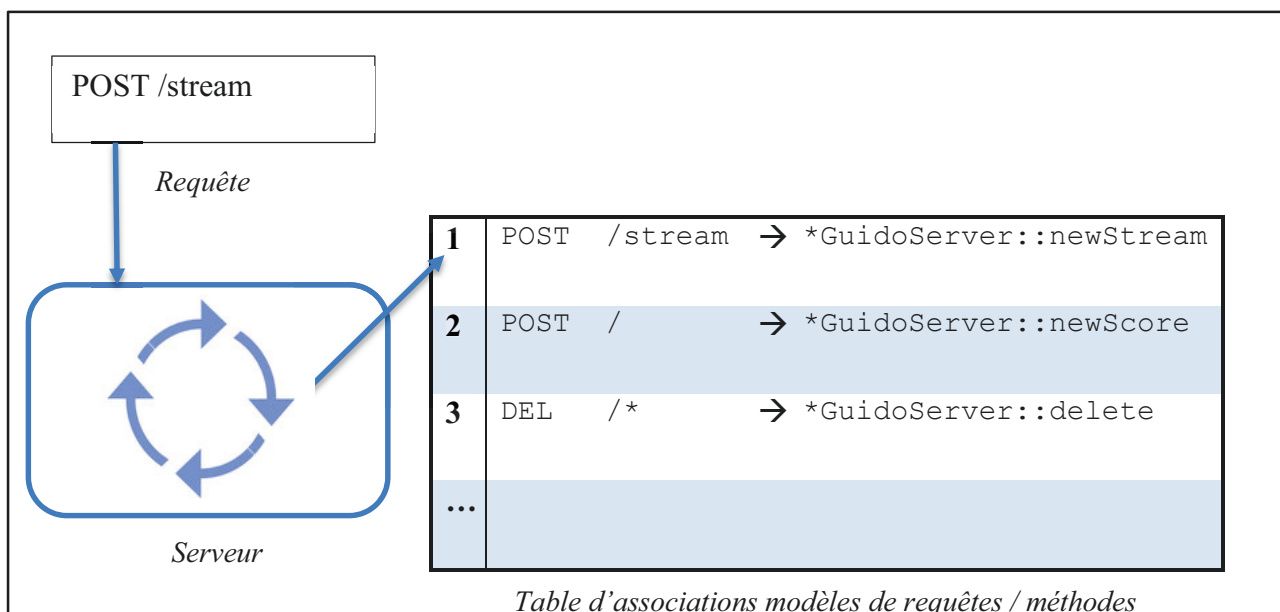 POST /stream
Requête
1 POST /stream → *GuidoServer::newStream
2 POST / → *GuidoServer::newScore
3 DEL /* → *GuidoServer::delete
...
Serveur
Table d'associations modèles de requêtes / méthodes